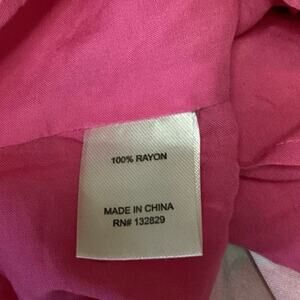 100% RAYON
MADE IN CHINA
RN# 132829